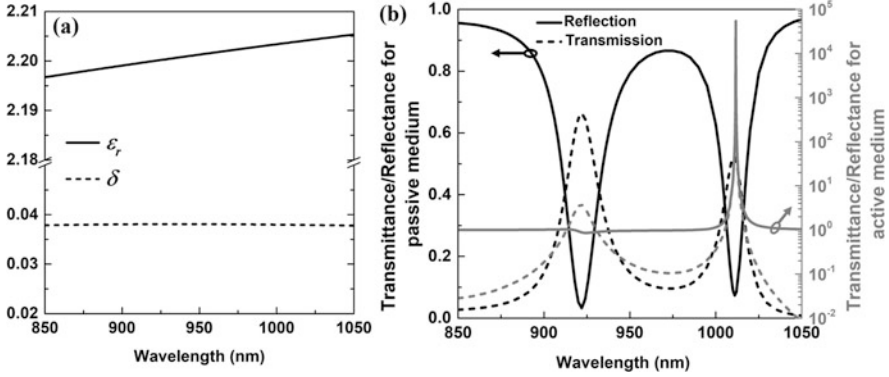 (a)
2.21
2.20
2.19
2.18
0.04
0.03
0.02
εr
δ
850
900
950
1000
1050
Wavelength (nm)
(b)
Transmittance/Reflectance for
passive medium
1.0
0.8
0.6
0.4
0.2
0.0
Reflection
Transmission
850
900
950
1000
1050
Wavelength (nm)
10^5
10^4
10^3
10^2
10^1
10^0
10^-1
10^-2
Transmittance/Reflectance for
active medium